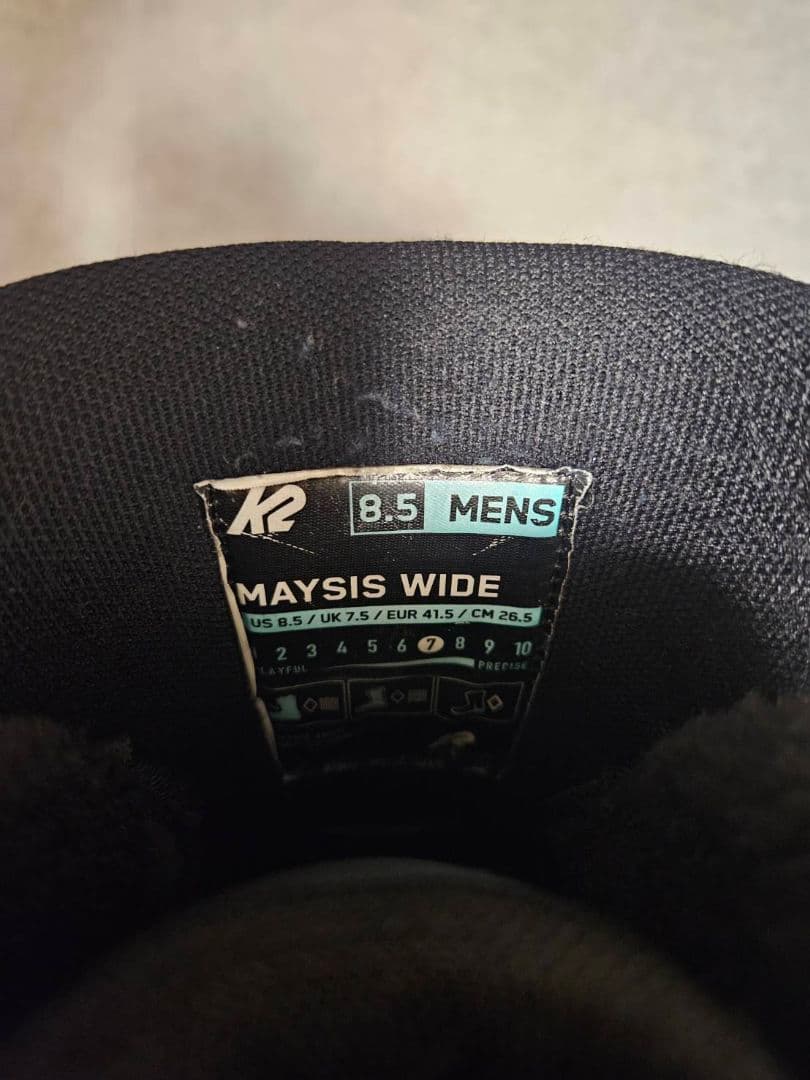 K2 8.5 MENS
MAYSIS WIDE
US 8.5 / UK 7.5 / EUR 41.5 / CM 26.5
2 3 4 5 6 7 8 9 10
PRECISE